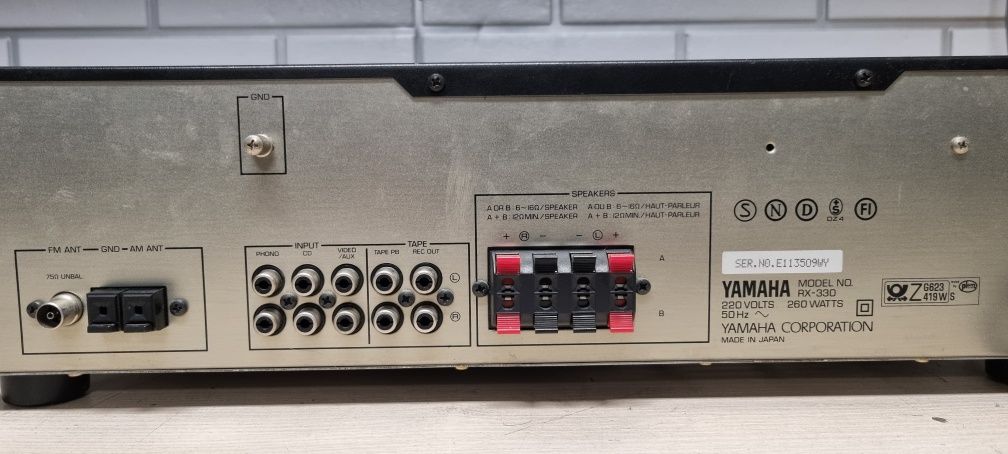 GND
FM ANT
GND
AM ANT
75Ω UNBAL
INPUT
TAPE
PHONO
CD
VIDEO
/AUX
TAPE PB
REC OUT
L
R
SPEAKERS
A OR B : 6~16Ω/SPEAKER
A + B : 12ΩMIN./SPEAKER
A OU B : 6~16Ω/HAUT-PARLEUR
A + B : 12ΩMIN./HAUT-PARLEUR
+ R - - L +
A
B
S N D S FI
DZ4
SER.NO.E113509WY
YAMAHA MODEL NO.
RX-330
220 VOLTS 260 WATTS
50 Hz ~
YAMAHA CORPORATION
MADE IN JAPAN
Z G623
419W/S